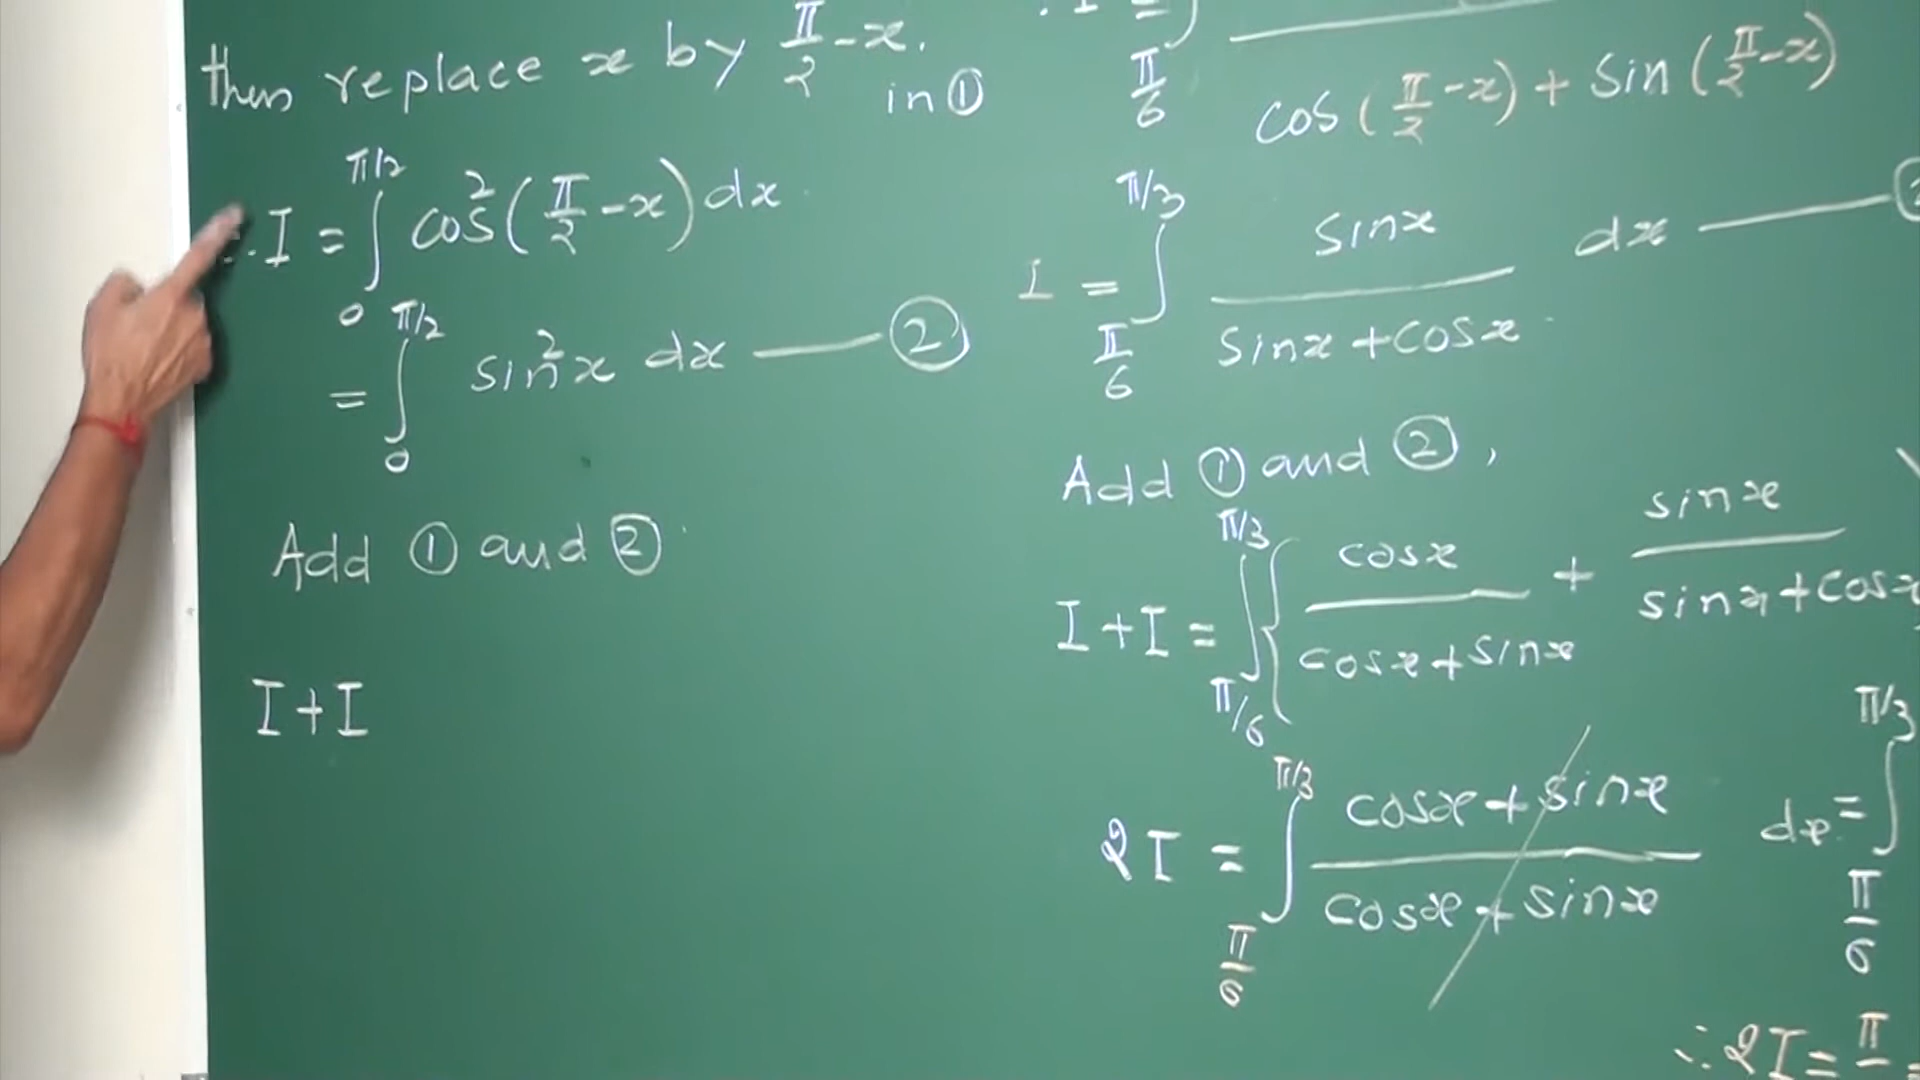 then replace x by π/2 - x. in ①
∴ I = ∫₀^{π/2} cos²(π/2 - x) dx
= ∫₀^{π/2} sin²x dx —— ②
Add ① and ②
I + I
π/6
cos(π/2 - x) + sin(π/2 - x)
I = ∫_{π/6}^{π/3} sinx / (sinx + cosx) dx ——
Add ① and ②,
I + I = ∫_{π/6}^{π/3} { cosx / (cosx + sinx) + sinx / (sinx + cosx
2I = ∫_{π/6}^{π/3} (cosx + sinx) / (cosx + sinx) dx = ∫_{π/6}^{π/3}
∴ 2I = π